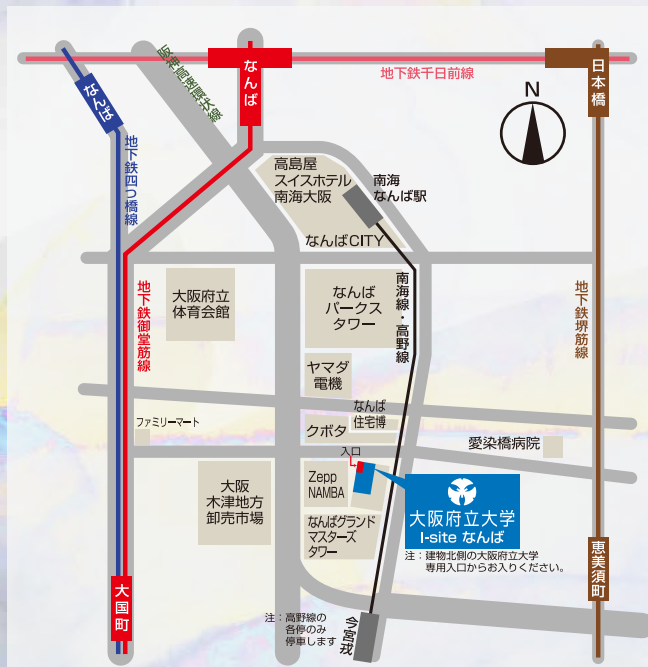 なんば
阪神高速環状線
なんば
地下鉄千日前線
日本橋
N
地下鉄四つ橋線
高島屋
スイスホテル
南海大阪
南海
なんば駅
なんばCITY
地下鉄御堂筋線
大阪府立
体育会館
なんば
パークス
タワー
南海線・高野線
地下鉄堺筋線
ヤマダ
電機
なんば
住宅博
ファミリーマート
クボタ
愛染橋病院
入口
大阪
木津地方
卸売市場
Zepp
NAMBA
なんばグランド
マスターズ
タワー
大阪府立大学
I-site なんば
注：建物北側の大阪府立大学
専用入口からお入りください。
大国町
注：高野線の
各停のみ
停車します
今宮戎
恵美須町